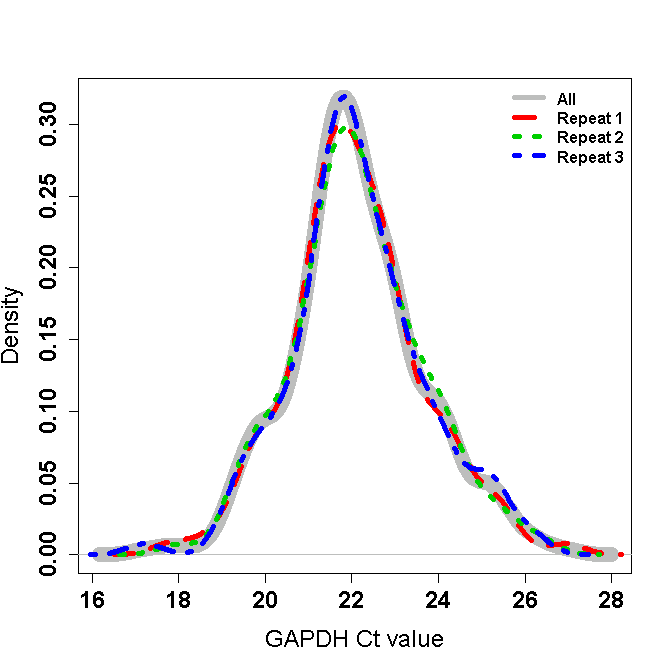 All
Repeat 1
Repeat 2
Repeat 3
0.30
0.25
0.20
0.15
0.10
0.05
0.00
Density
16 18 20 22 24 26 28
GAPDH Ct value